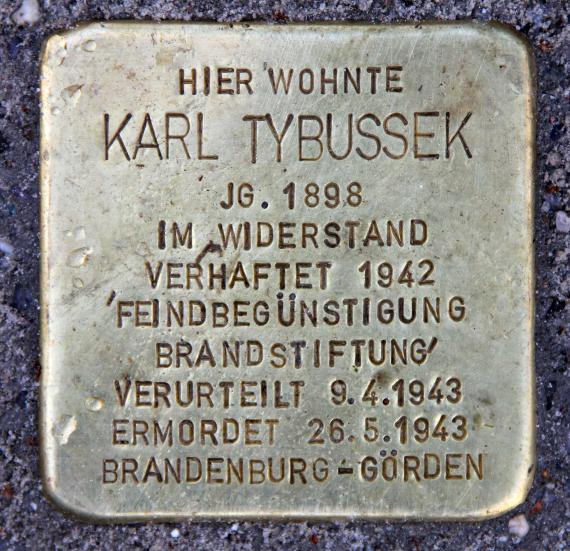 HIER WOHNTE
KARL TYBUSSEK
JG. 1898
IM WIDERSTAND
VERHAFTET 1942
'FEINDBEGÜNSTIGUNG
BRANDSTIFTUNG'
VERURTEILT 9.4.1943
ERMORDET 26.5.1943
BRANDENBURG-GÖRDEN